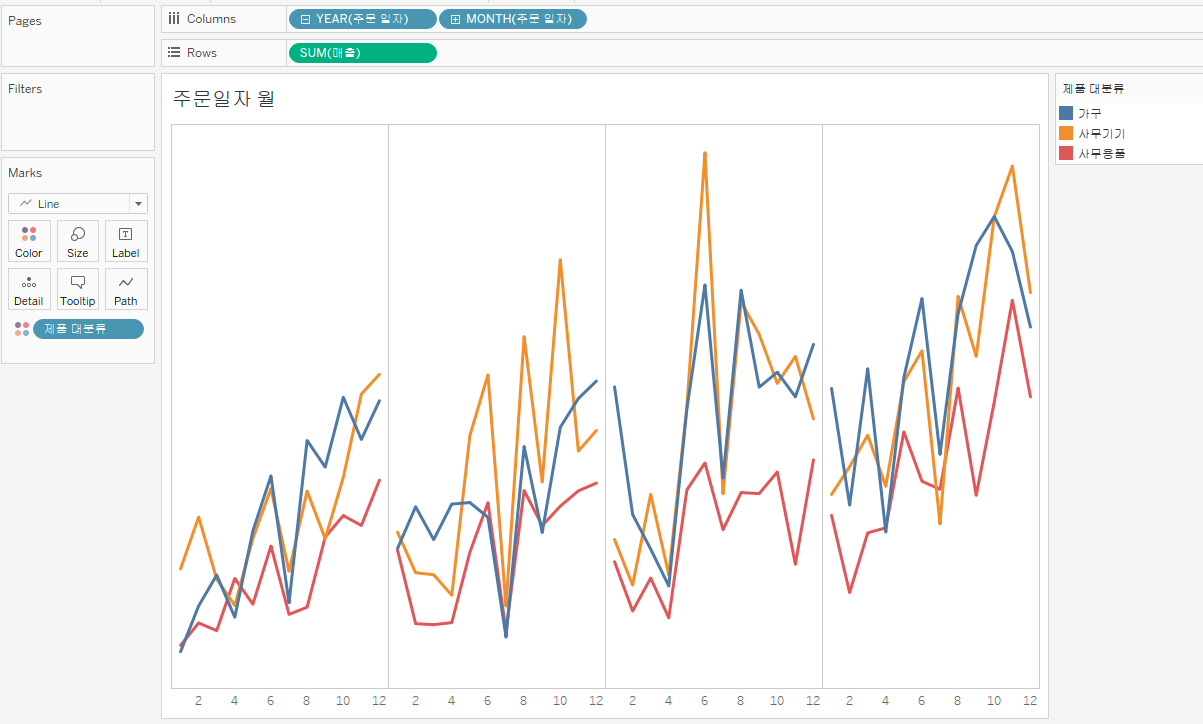 Pages
Columns
YEAR(주문 일자)
MONTH(주문 일자)
Rows
SUM(매출)
Filters
Marks
Line
Color
Size
Label
Detail
Tooltip
Path
제품 대분류
주문일자 월
2 4 6 8 10 12 2 4 6 8 10 12 2 4 6 8 10 12 2 4 6 8 10 12
제품 대분류
가구
사무기기
사무용품